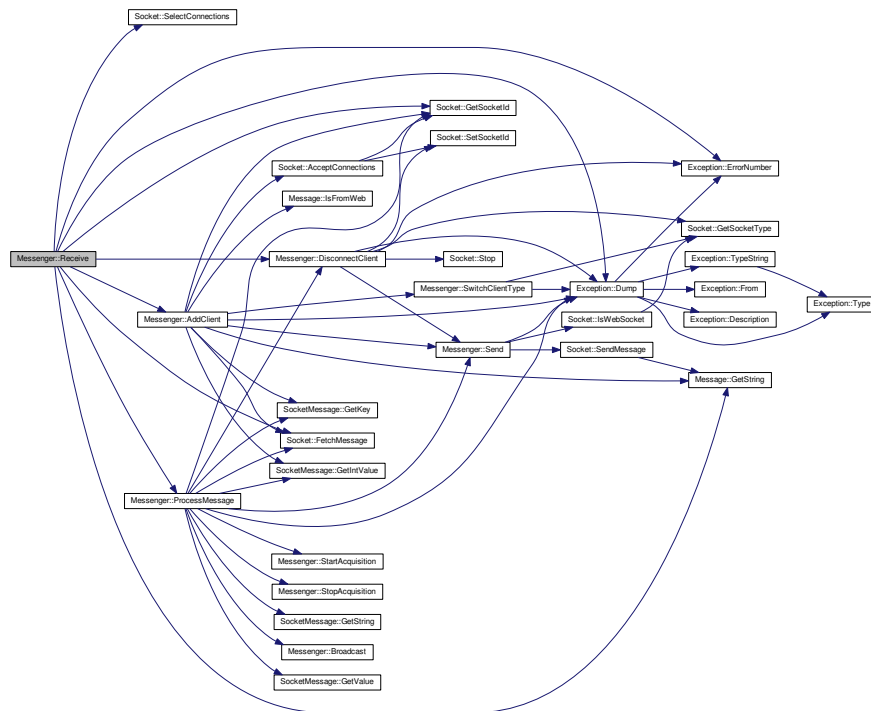 Socket::SelectConnections
Socket::GetSocketId
Socket::SetSocketId
Socket::AcceptConnections
Exception::ErrorNumber
Message::IsFromWeb
Socket::GetSocketType
Messenger::Receive
Messenger::DisconnectClient
Socket::Stop
Exception::TypeString
Messenger::SwitchClientType
Exception::Dump
Exception::From
Exception::Type
Messenger::AddClient
Socket::IsWebSocket
Exception::Description
Messenger::Send
Socket::SendMessage
Message::GetString
SocketMessage::GetKey
Socket::FetchMessage
SocketMessage::GetIntValue
Messenger::ProcessMessage
Messenger::StartAcquisition
Messenger::StopAcquisition
SocketMessage::GetString
Messenger::Broadcast
SocketMessage::GetValue